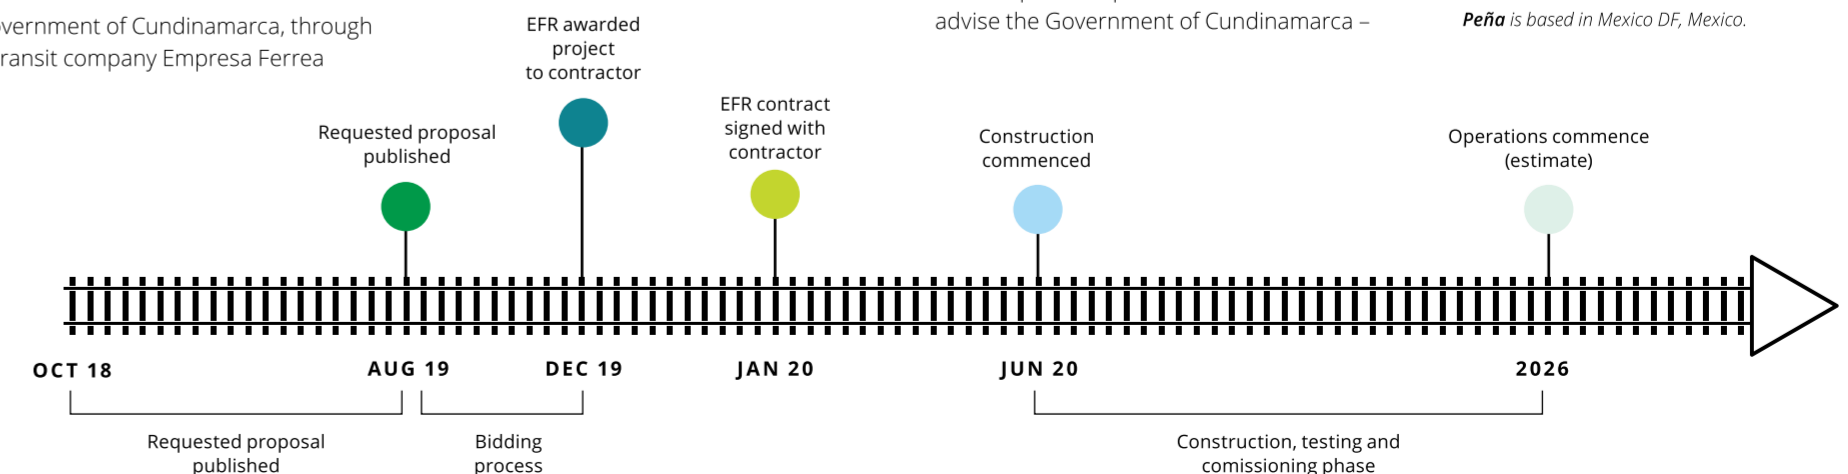 overnment of Cundinamarca, through
ransit company Empresa Ferrea
advise the Government of Cundinamarca –
Peña is based in Mexico DF, Mexico.
EFR awarded
project
to contractor
Requested proposal
published
EFR contract
signed with
contractor
Construction
commenced
Operations commence
(estimate)
OCT 18
AUG 19
DEC 19
JAN 20
JUN 20
2026
Requested proposal
published
Bidding
process
Construction, testing and
comissioning phase